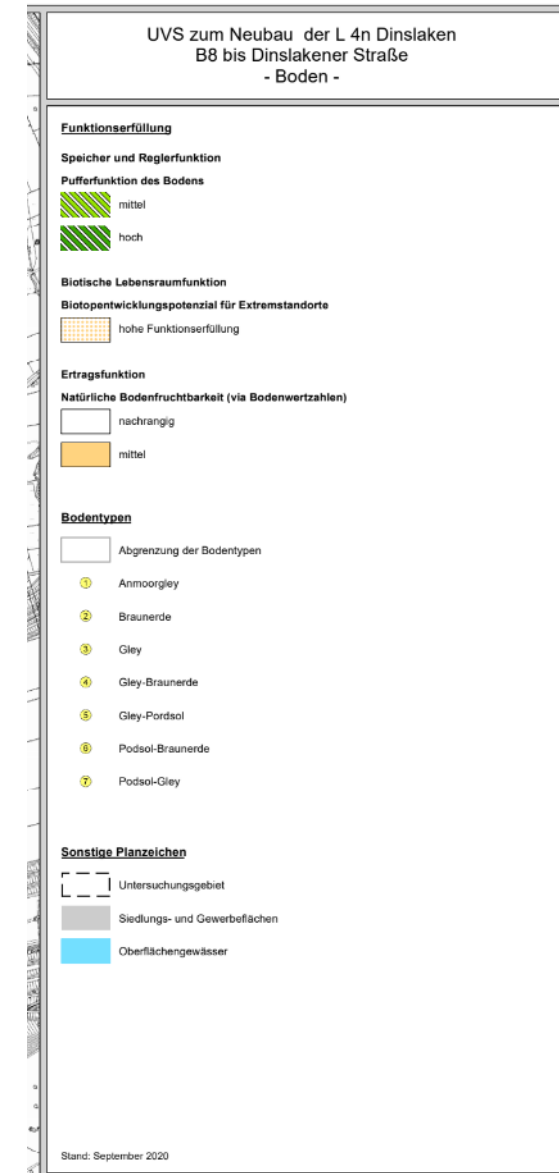 UVS zum Neubau  der L 4n Dinslaken
B8 bis Dinslakener Straße
- Boden -
Funktionserfüllung
Speicher und Reglerfunktion
Pufferfunktion des Bodens
mittel
hoch
Biotische Lebensraumfunktion
Biotopentwicklungspotenzial für Extremstandorte
hohe Funktionserfüllung
Ertragsfunktion
Natürliche Bodenfruchtbarkeit (via Bodenwertzahlen)
nachrangig
mittel
Bodentypen
Abgrenzung der Bodentypen
1 Anmoorgley
2 Braunerde
3 Gley
4 Gley-Braunerde
5 Gley-Pordsol
6 Podsol-Braunerde
7 Podsol-Gley
Sonstige Planzeichen
Untersuchungsgebiet
Siedlungs- und Gewerbeflächen
Oberflächengewässer
Stand: September 2020